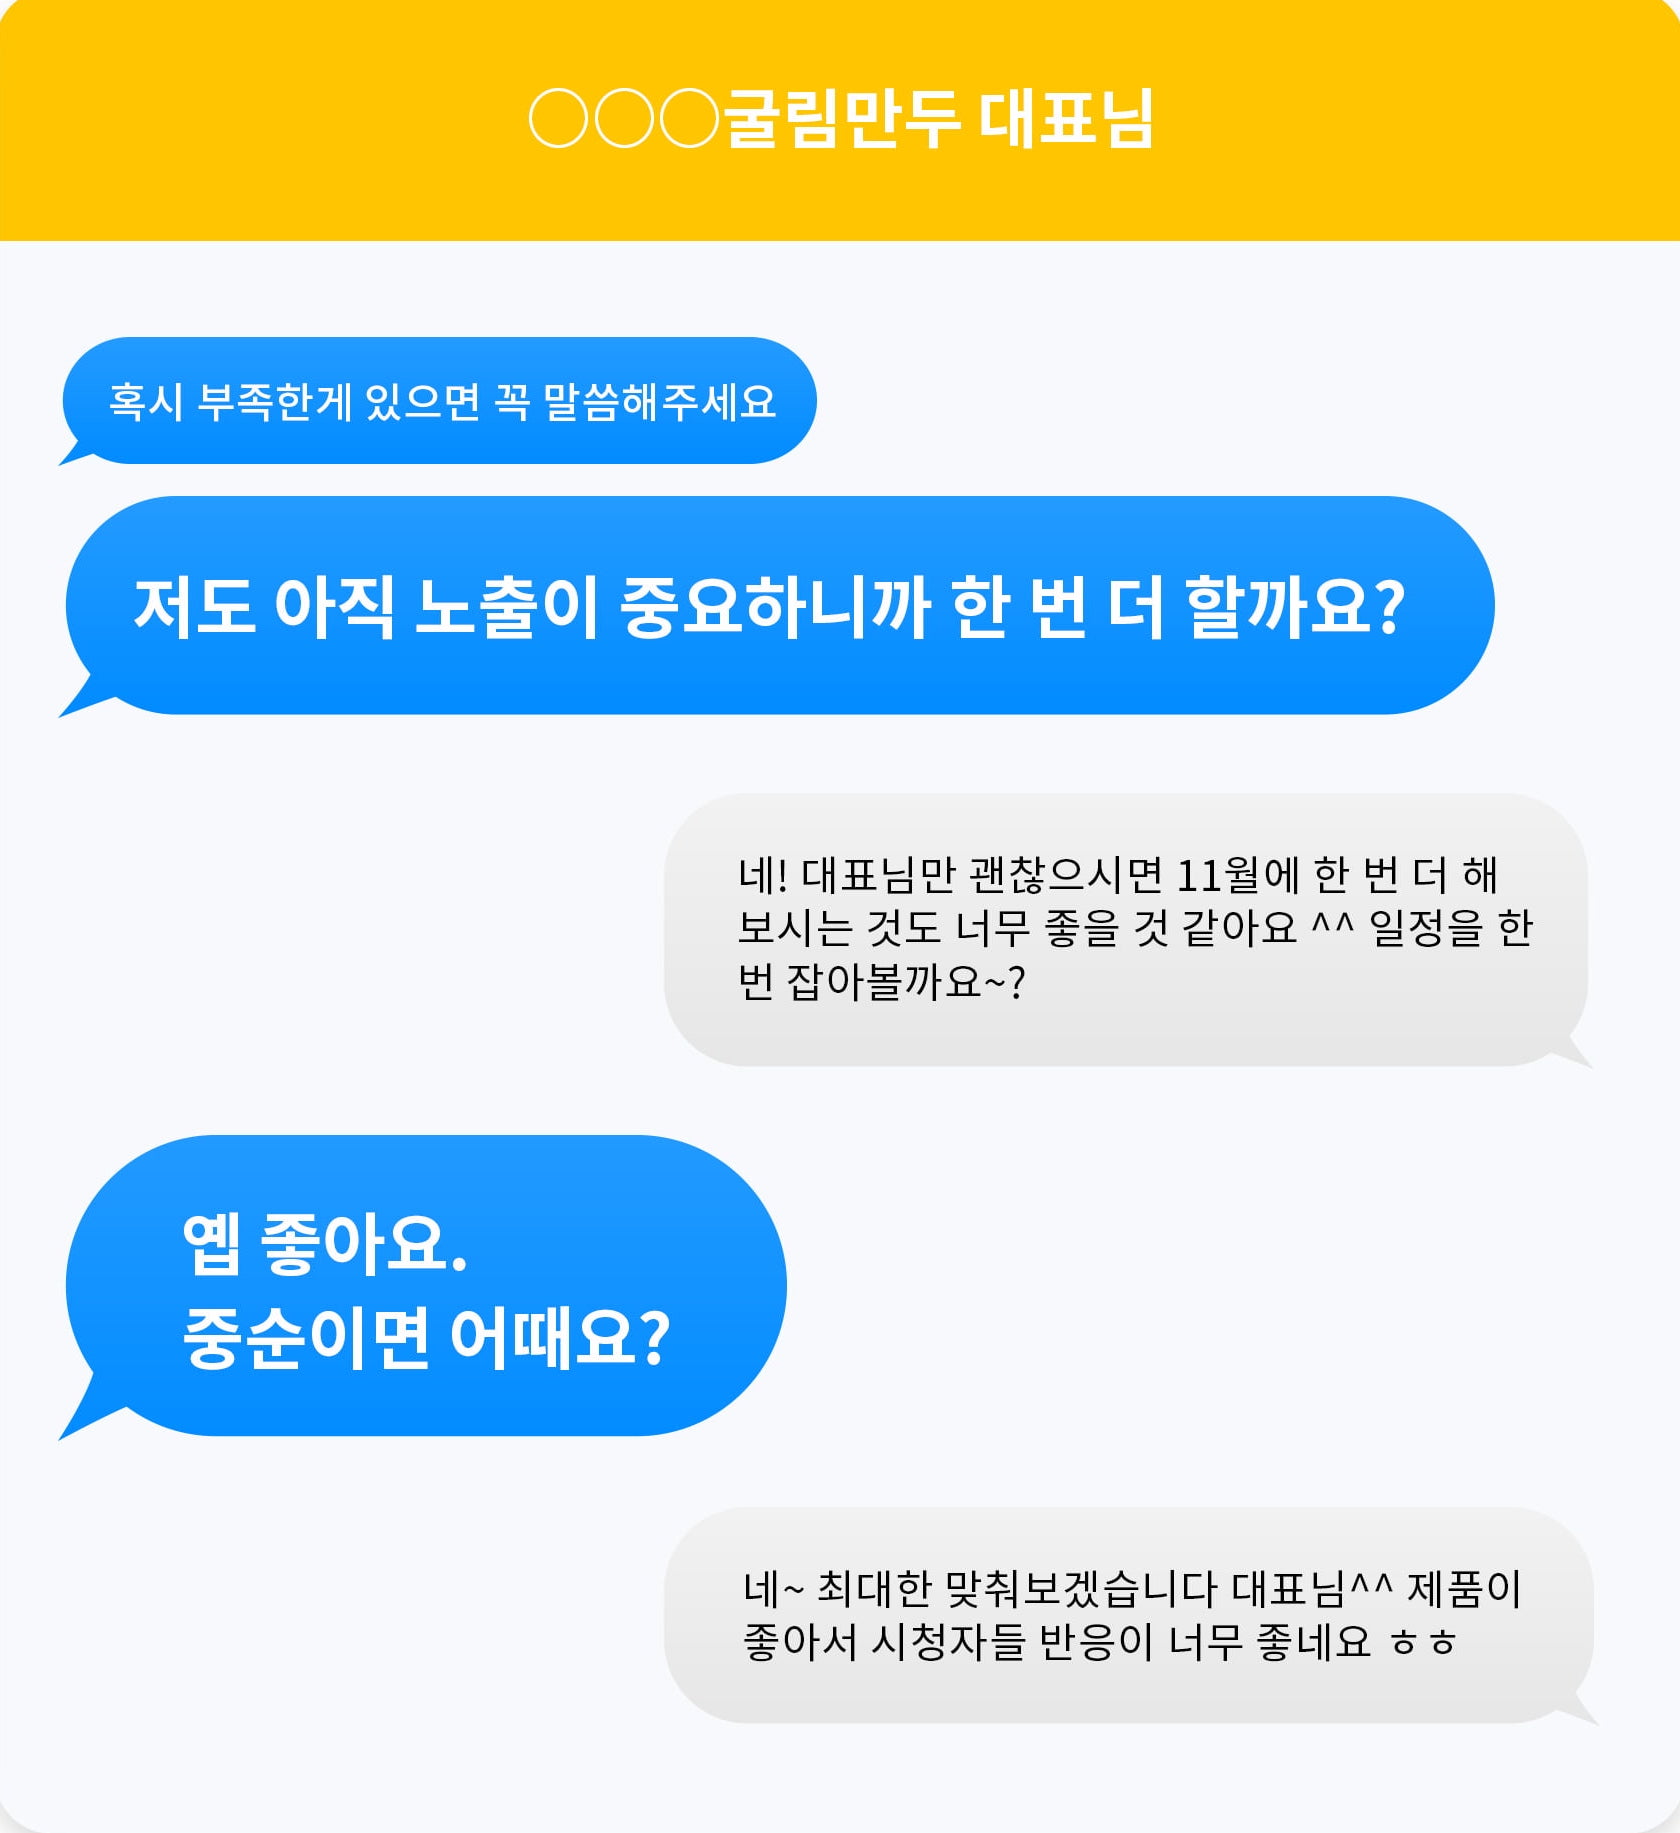 ○○○굴림만두 대표님
혹시 부족한게 있으면 꼭 말씀해주세요
저도 아직 노출이 중요하니까 한 번 더 할까요?
네! 대표님만 괜찮으시면 11월에 한 번 더 해
보시는 것도 너무 좋을 것 같아요 ^^ 일정을 한
번 잡아볼까요~?
옙 좋아요.
중순이면 어때요?
네~ 최대한 맞춰보겠습니다 대표님^^ 제품이
좋아서 시청자들 반응이 너무 좋네요 ㅎㅎ